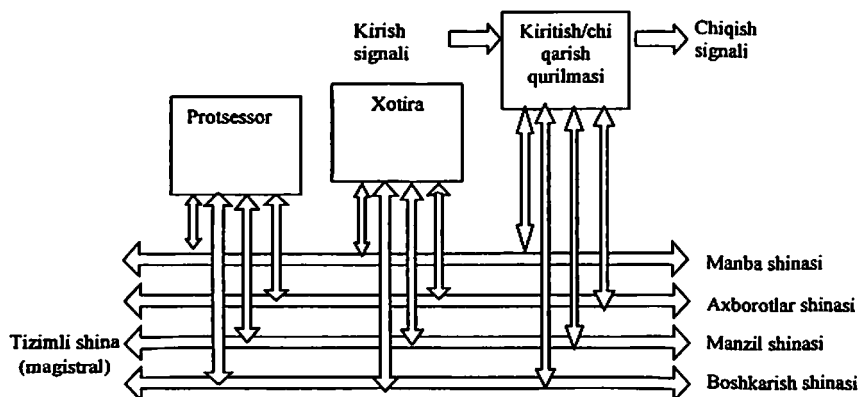 Kirish
signali
Kiritish/chi
qarish
qurilmasi
Chiqish
signali
Protsessor
Xotira
Manba shinasi
Axborotlar shinasi
Tizimli shina
(magistral)
Manzil shinasi
Boshkarish shinasi